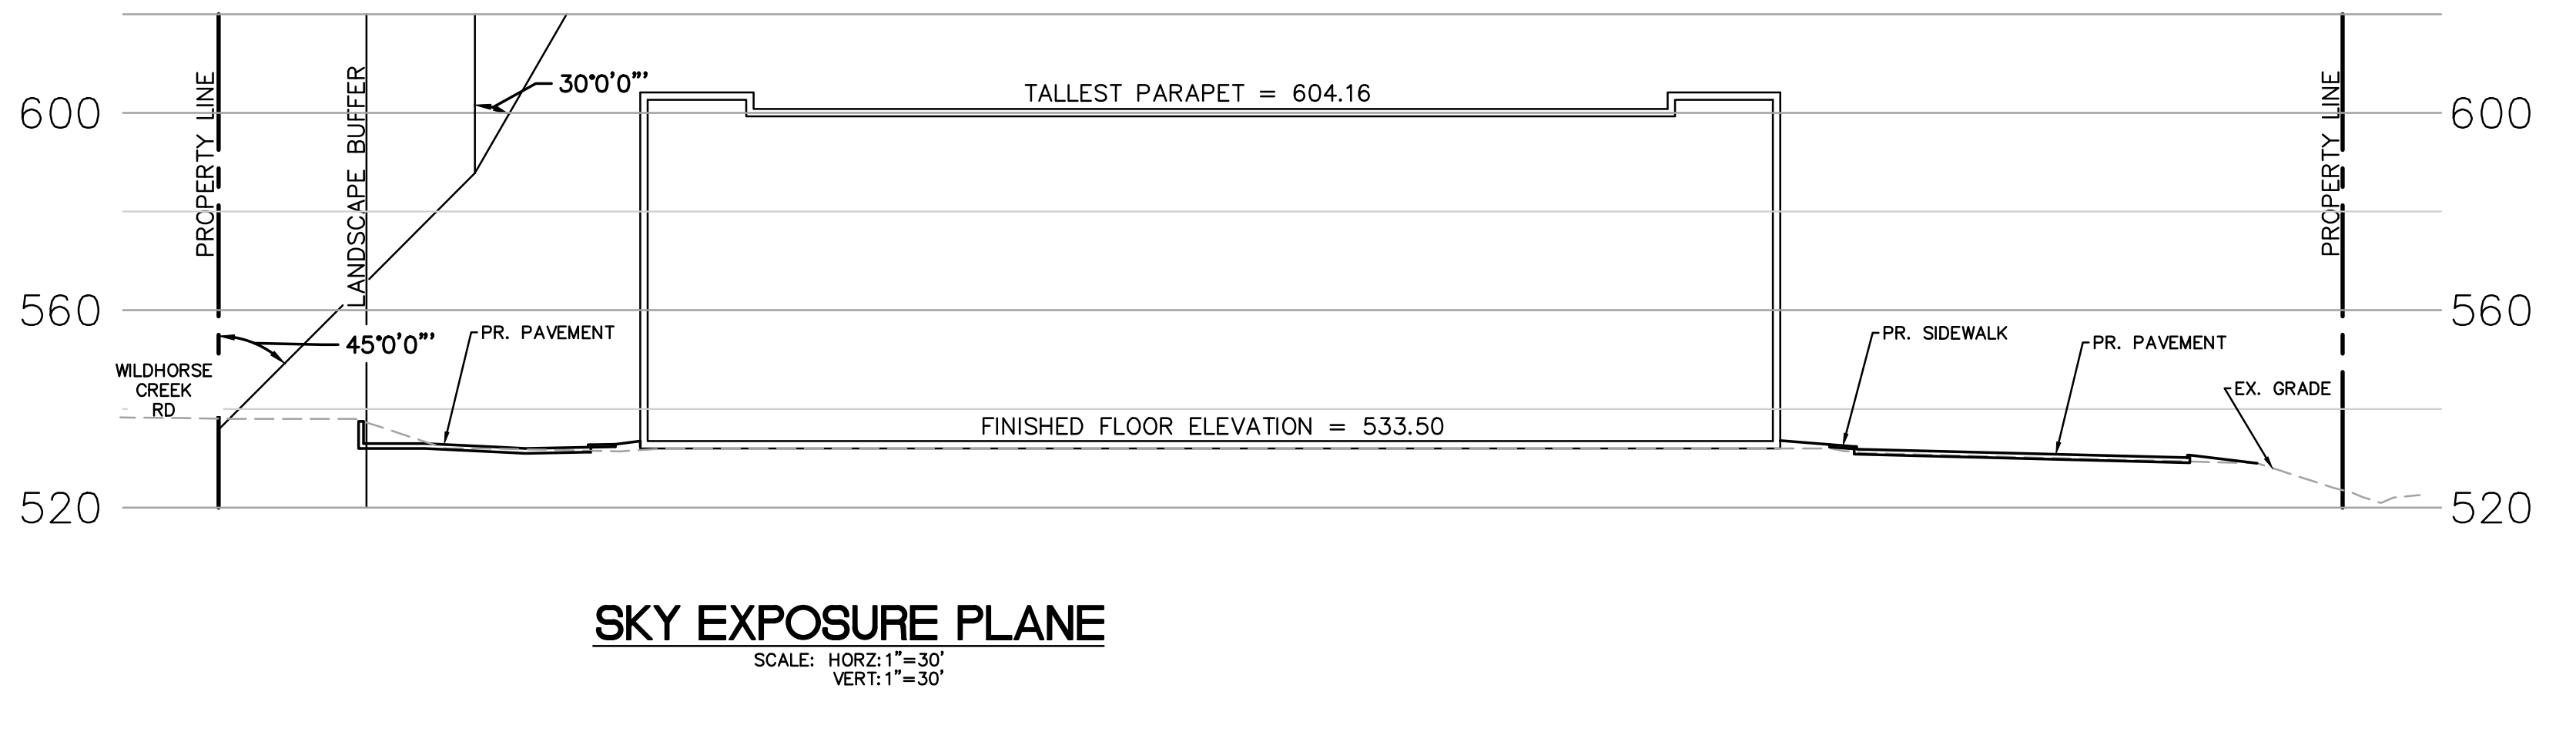 PROPERTY LINE
LANDSCAPE BUFFER
30°0'0"'
TALLEST PARAPET = 604.16
PROPERTY LINE
600
600
560
560
45°0'0"'
PR. PAVEMENT
PR. SIDEWALK
PR. PAVEMENT
WILDHORSE
CREEK
RD
EX. GRADE
FINISHED FLOOR ELEVATION = 533.50
520
520
SKY EXPOSURE PLANE
SCALE: HORZ:1"=30'
VERT:1"=30'